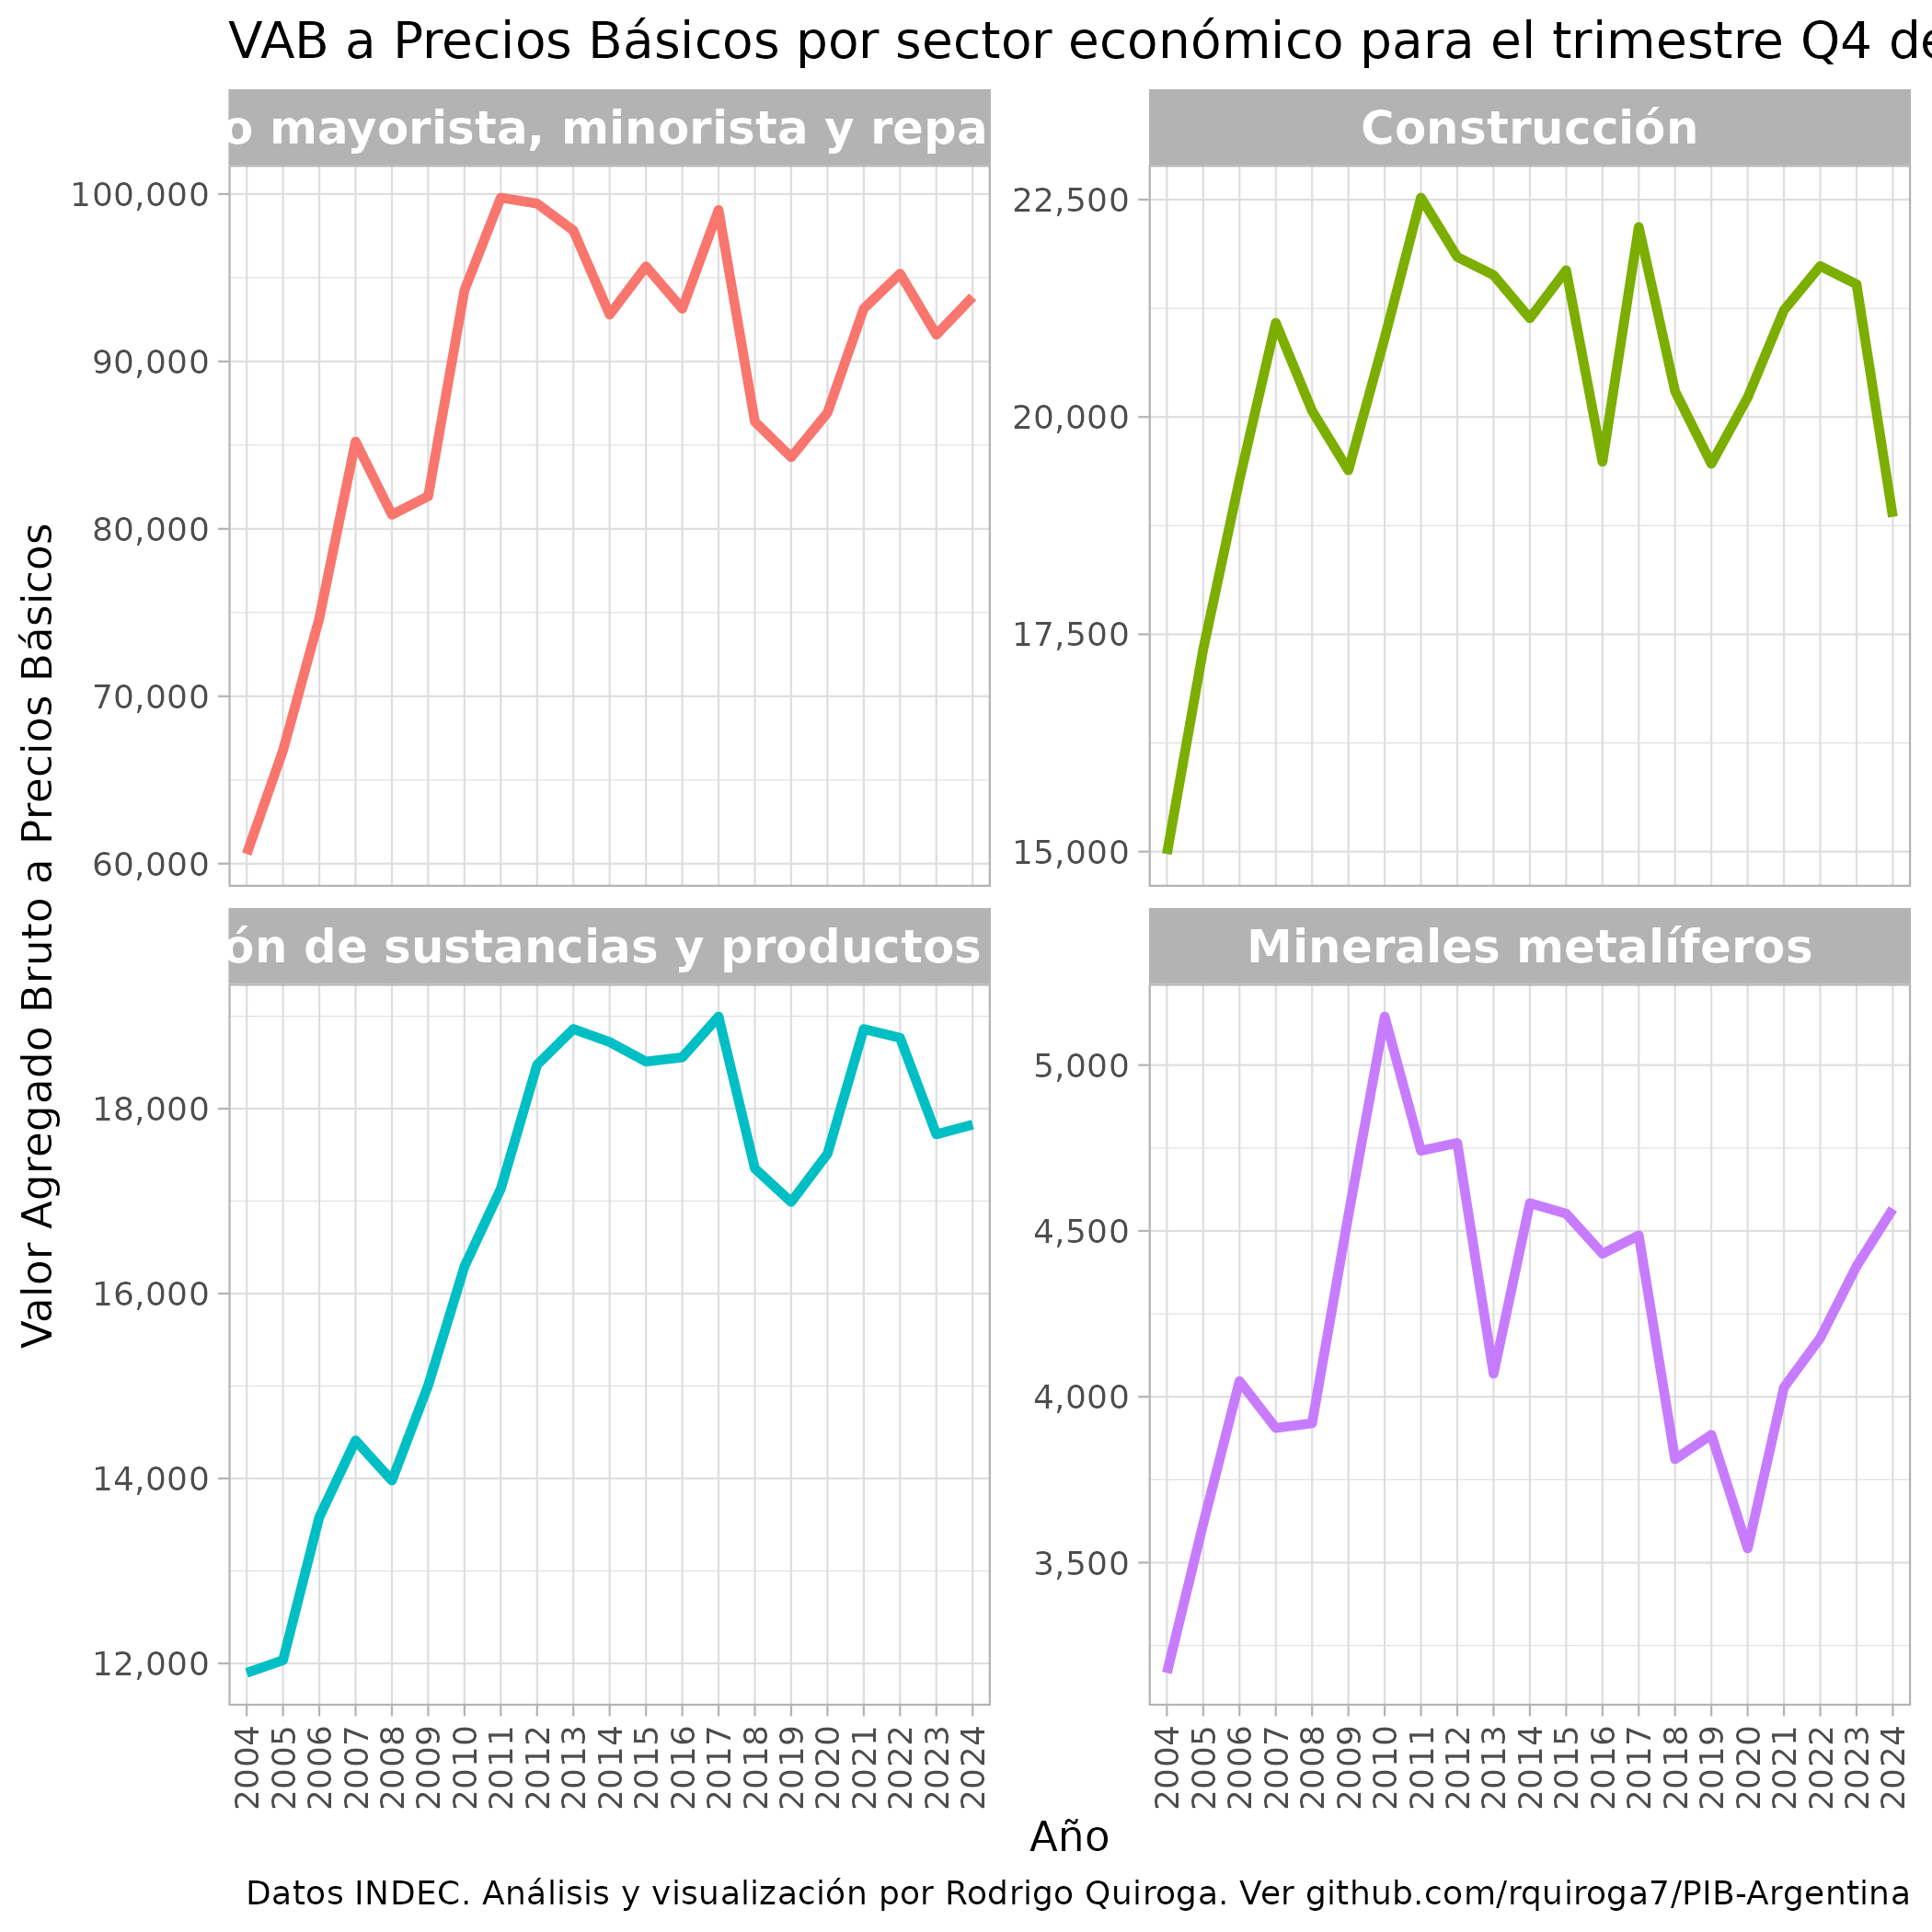 VAB a Precios Básicos por sector económico para el trimestre Q4 de
o mayorista, minorista y repa
Construcción
100,000
90,000
80,000
70,000
60,000
22,500
20,000
17,500
15,000
Valor Agregado Bruto a Precios Básicos
ón de sustancias y productos
Minerales metalíferos
18,000
16,000
14,000
12,000
5,000
4,500
4,000
3,500
2004 2005 2006 2007 2008 2009 2010 2011 2012 2013 2014 2015 2016 2017 2018 2019 2020 2021 2022 2023 2024
2004 2005 2006 2007 2008 2009 2010 2011 2012 2013 2014 2015 2016 2017 2018 2019 2020 2021 2022 2023 2024
Año
Datos INDEC. Análisis y visualización por Rodrigo Quiroga. Ver github.com/rquiroga7/PIB-Argentina